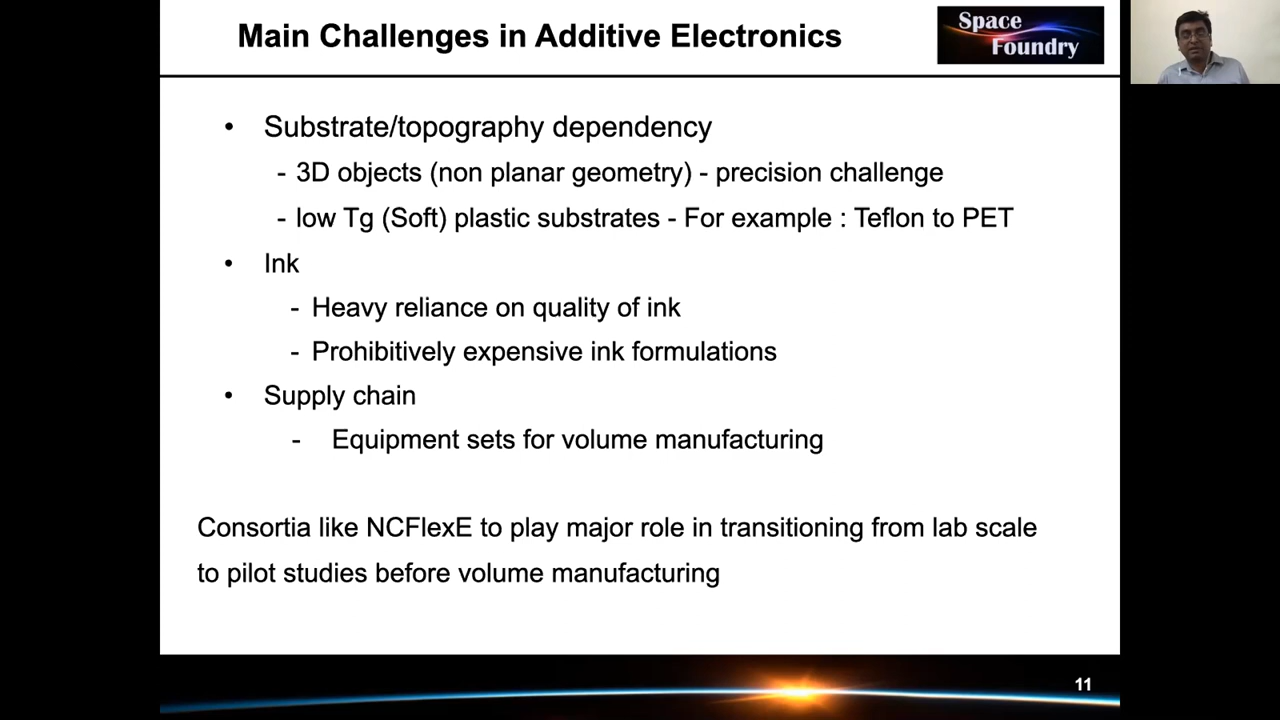 Main Challenges in Additive Electronics
Space
Foundry
• Substrate/topography dependency
- 3D objects (non planar geometry) - precision challenge
- low Tg (Soft) plastic substrates - For example : Teflon to PET
• Ink
- Heavy reliance on quality of ink
- Prohibitively expensive ink formulations
• Supply chain
- Equipment sets for volume manufacturing
Consortia like NCFlexE to play major role in transitioning from lab scale
to pilot studies before volume manufacturing
11